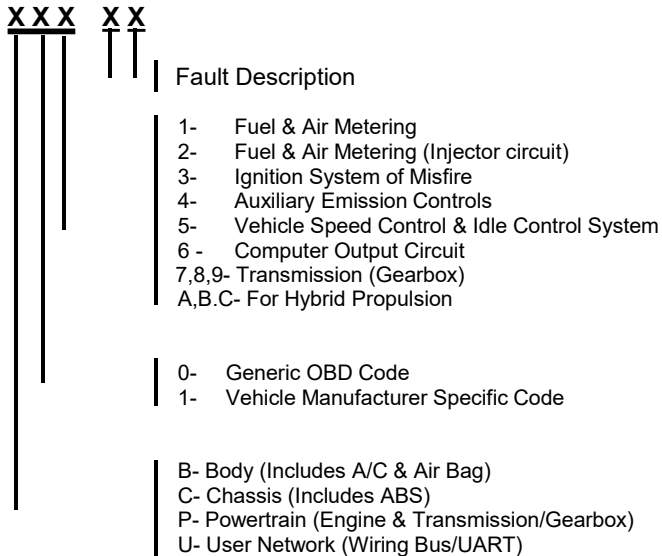 X X X X X
Fault Description
1- Fuel & Air Metering
2- Fuel & Air Metering (Injector circuit)
3- Ignition System of Misfire
4- Auxiliary Emission Controls
5- Vehicle Speed Control & Idle Control System
6 - Computer Output Circuit
7,8,9- Transmission (Gearbox)
A,B.C- For Hybrid Propulsion
0- Generic OBD Code
1- Vehicle Manufacturer Specific Code
B- Body (Includes A/C & Air Bag)
C- Chassis (Includes ABS)
P- Powertrain (Engine & Transmission/Gearbox)
U- User Network (Wiring Bus/UART)